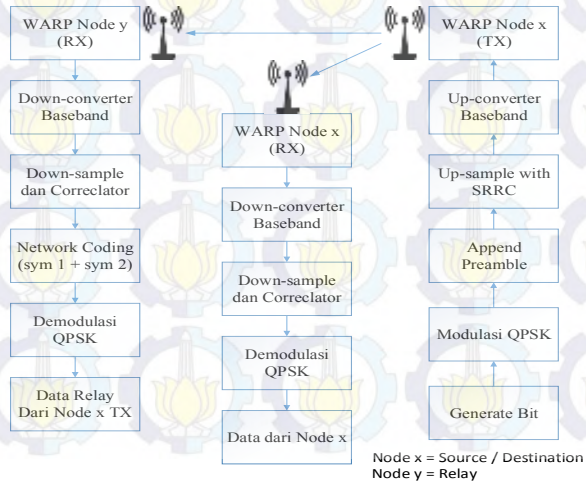 WARP Node y
(RX)
Down-converter
Baseband
Down-sample
dan Correclator
Network Coding
(sym 1 + sym 2)
Demodulasi
QPSK
Data Relay
Dari Node x TX
WARP Node x
(RX)
Down-converter
Baseband
Down-sample
dan Correclator
Demodulasi
QPSK
Data dari Node x
WARP Node x
(TX)
Up-converter
Baseband
Up-sample with
SRRC
Append
Preamble
Modulasi QPSK
Generate Bit
Node x = Source / Destination
Node y = Relay